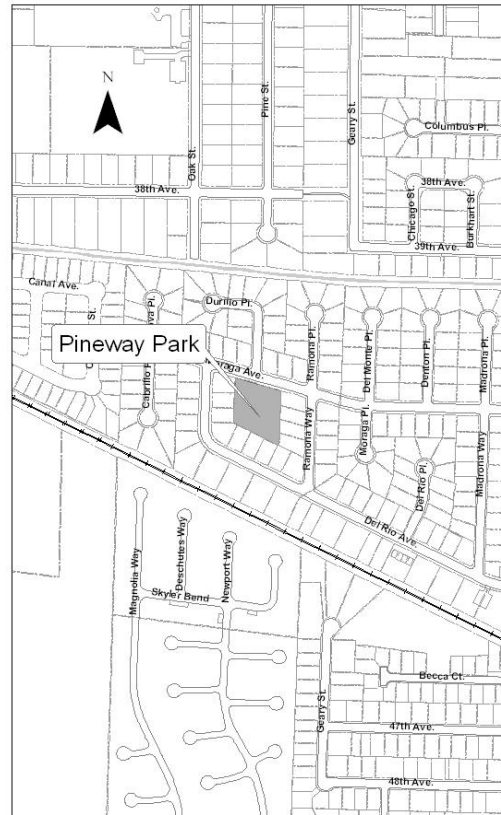 N
Pine St.
Geary St.
Oak St.
Columbus Pl.
38th Ave.
38th Ave.
Chicago St.
Burkhart St.
39th Ave.
Canal Ave.
St.
Durillo Pl.
Ramona Pl.
Del Monte Pl.
Denton Pl.
Madrona Pl.
Pineway Park
Ave.
Moraga Pl.
Ramona Way
Madrona Way
Del Rio Pl.
Del Rio Ave.
Magnolia Way
Deschutes Way
Newport Way
Skyler Bend
Geary St.
Becca Ct.
47th Ave.
48th Ave.